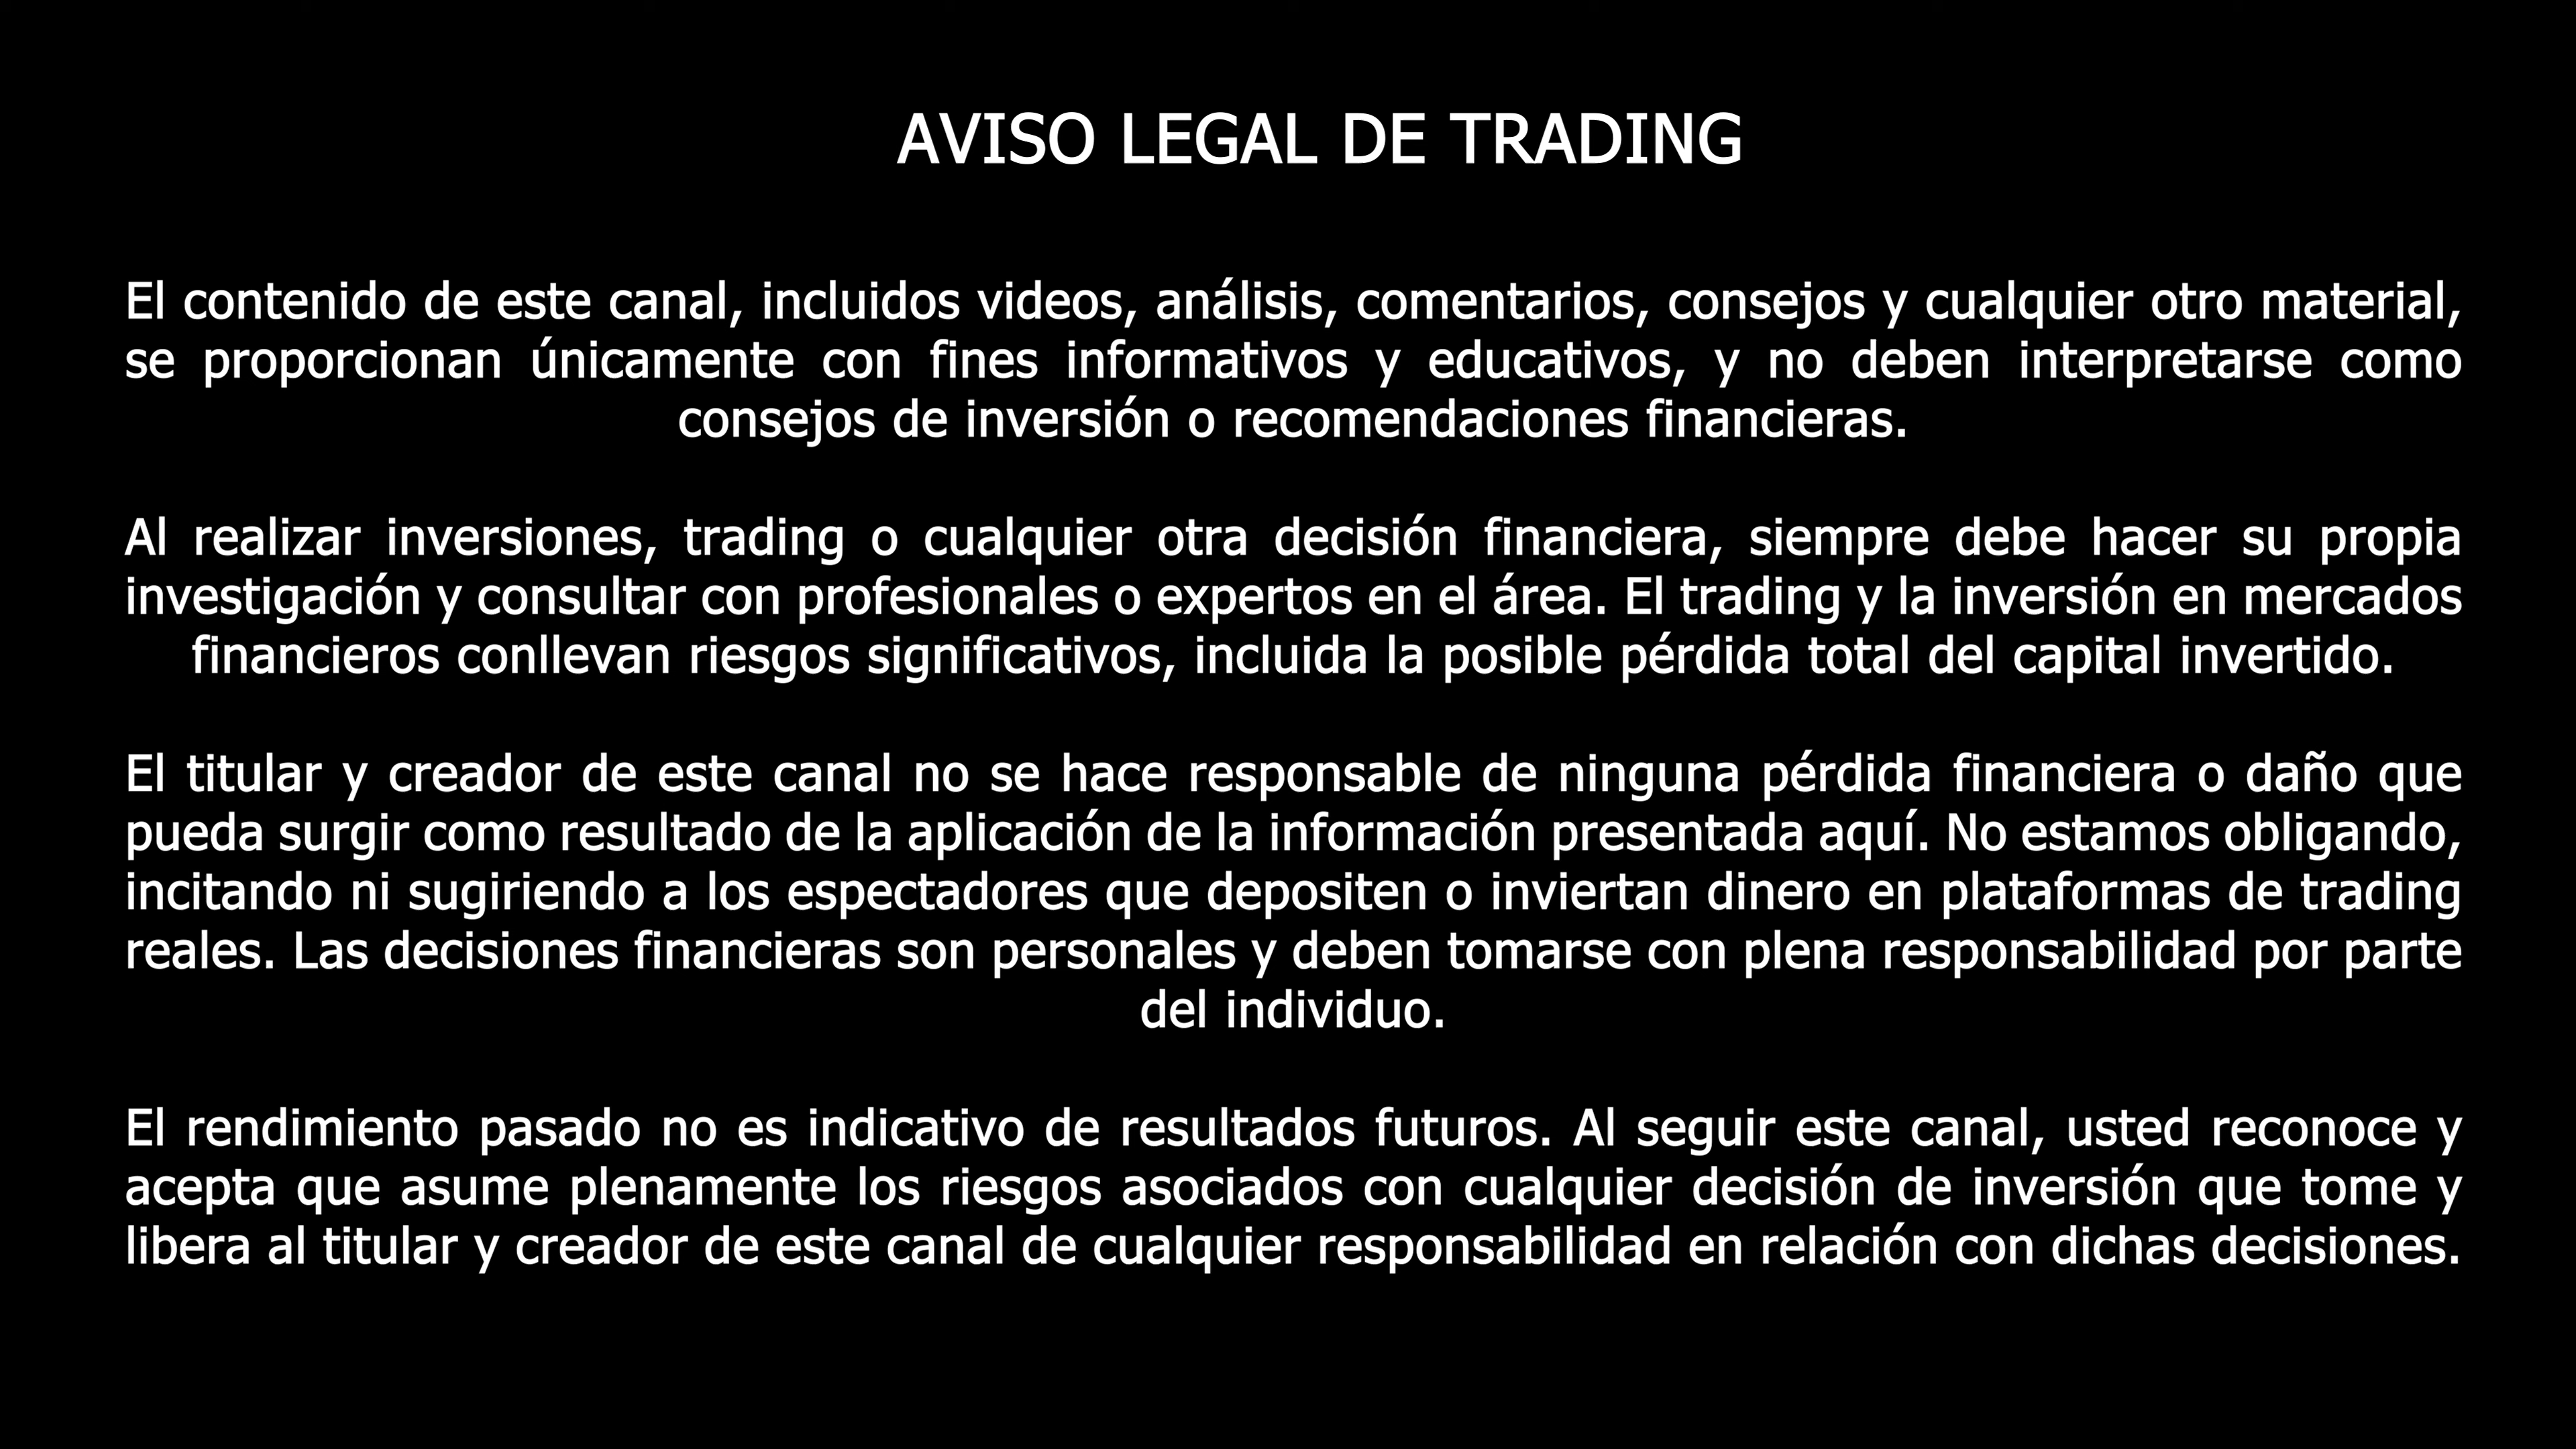 AVISO LEGAL DE TRADING
El contenido de este canal, incluidos videos, análisis, comentarios, consejos y cualquier otro material,
se proporcionan únicamente con fines informativos y educativos, y no deben interpretarse como
consejos de inversión o recomendaciones financieras.
Al realizar inversiones, trading o cualquier otra decisión financiera, siempre debe hacer su propia
investigación y consultar con profesionales o expertos en el área. El trading y la inversión en mercados
financieros conllevan riesgos significativos, incluida la posible pérdida total del capital invertido.
El titular y creador de este canal no se hace responsable de ninguna pérdida financiera o daño que
pueda surgir como resultado de la aplicación de la información presentada aquí. No estamos obligando,
incitando ni sugiriendo a los espectadores que depositen o inviertan dinero en plataformas de trading
reales. Las decisiones financieras son personales y deben tomarse con plena responsabilidad por parte
del individuo.
El rendimiento pasado no es indicativo de resultados futuros. Al seguir este canal, usted reconoce y
acepta que asume plenamente los riesgos asociados con cualquier decisión de inversión que tome y
libera al titular y creador de este canal de cualquier responsabilidad en relación con dichas decisiones.